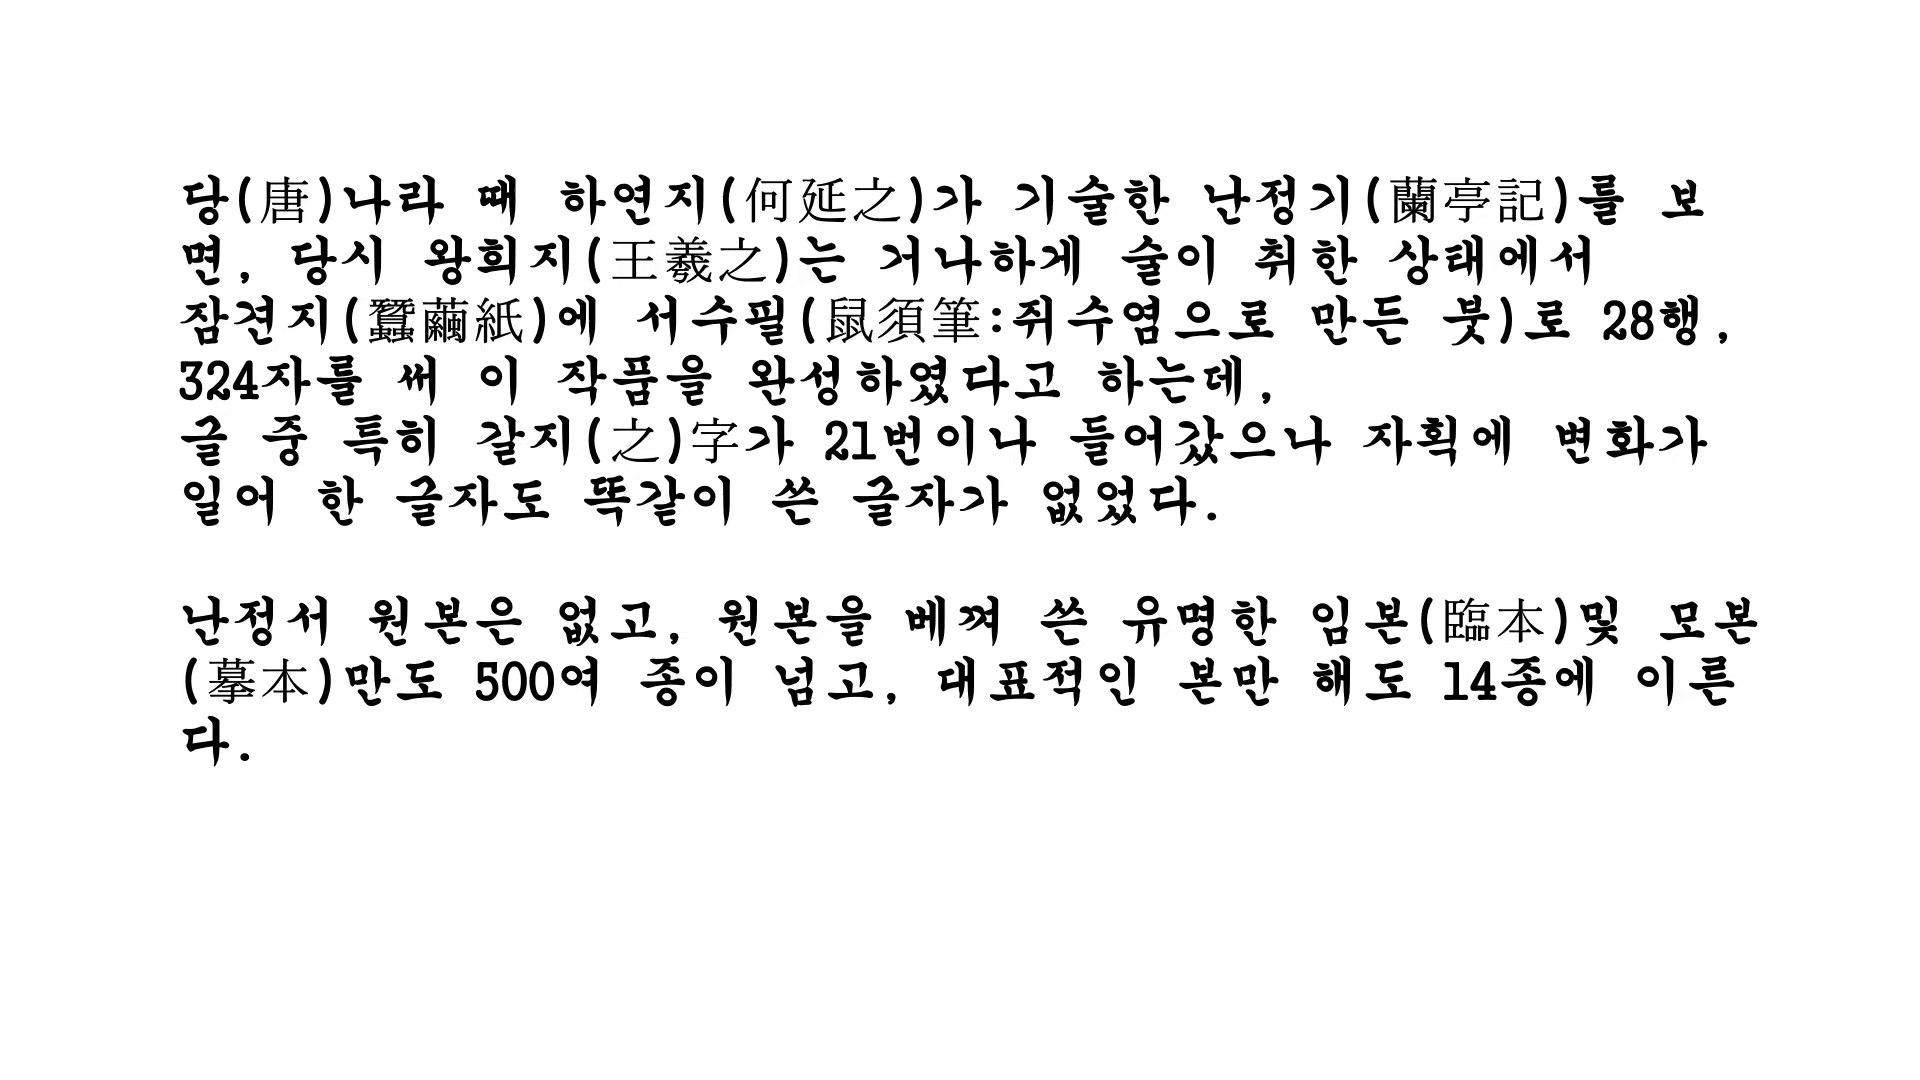 당(唐)나라 때 하연지(何延之)가 기술한 난정기(蘭亭記)를 보
면, 당시 왕희지(王羲之)는 거나하게 술이 취한 상태에서
잠견지(蠶繭紙)에 서수필(鼠須筆:쥐수염으로 만든 붓)로 28행,
324자를 써 이 작품을 완성하였다고 하는데,
글 중 특히 갈지(之)字가 21번이나 들어갔으나 자획에 변화가
일어 한 글자도 똑같이 쓴 글자가 없었다.
난정서 원본은 없고, 원본을 베껴 쓴 유명한 임본(臨本)및 모본
(摹本)만도 500여 종이 넘고, 대표적인 본만 해도 14종에 이른
다.